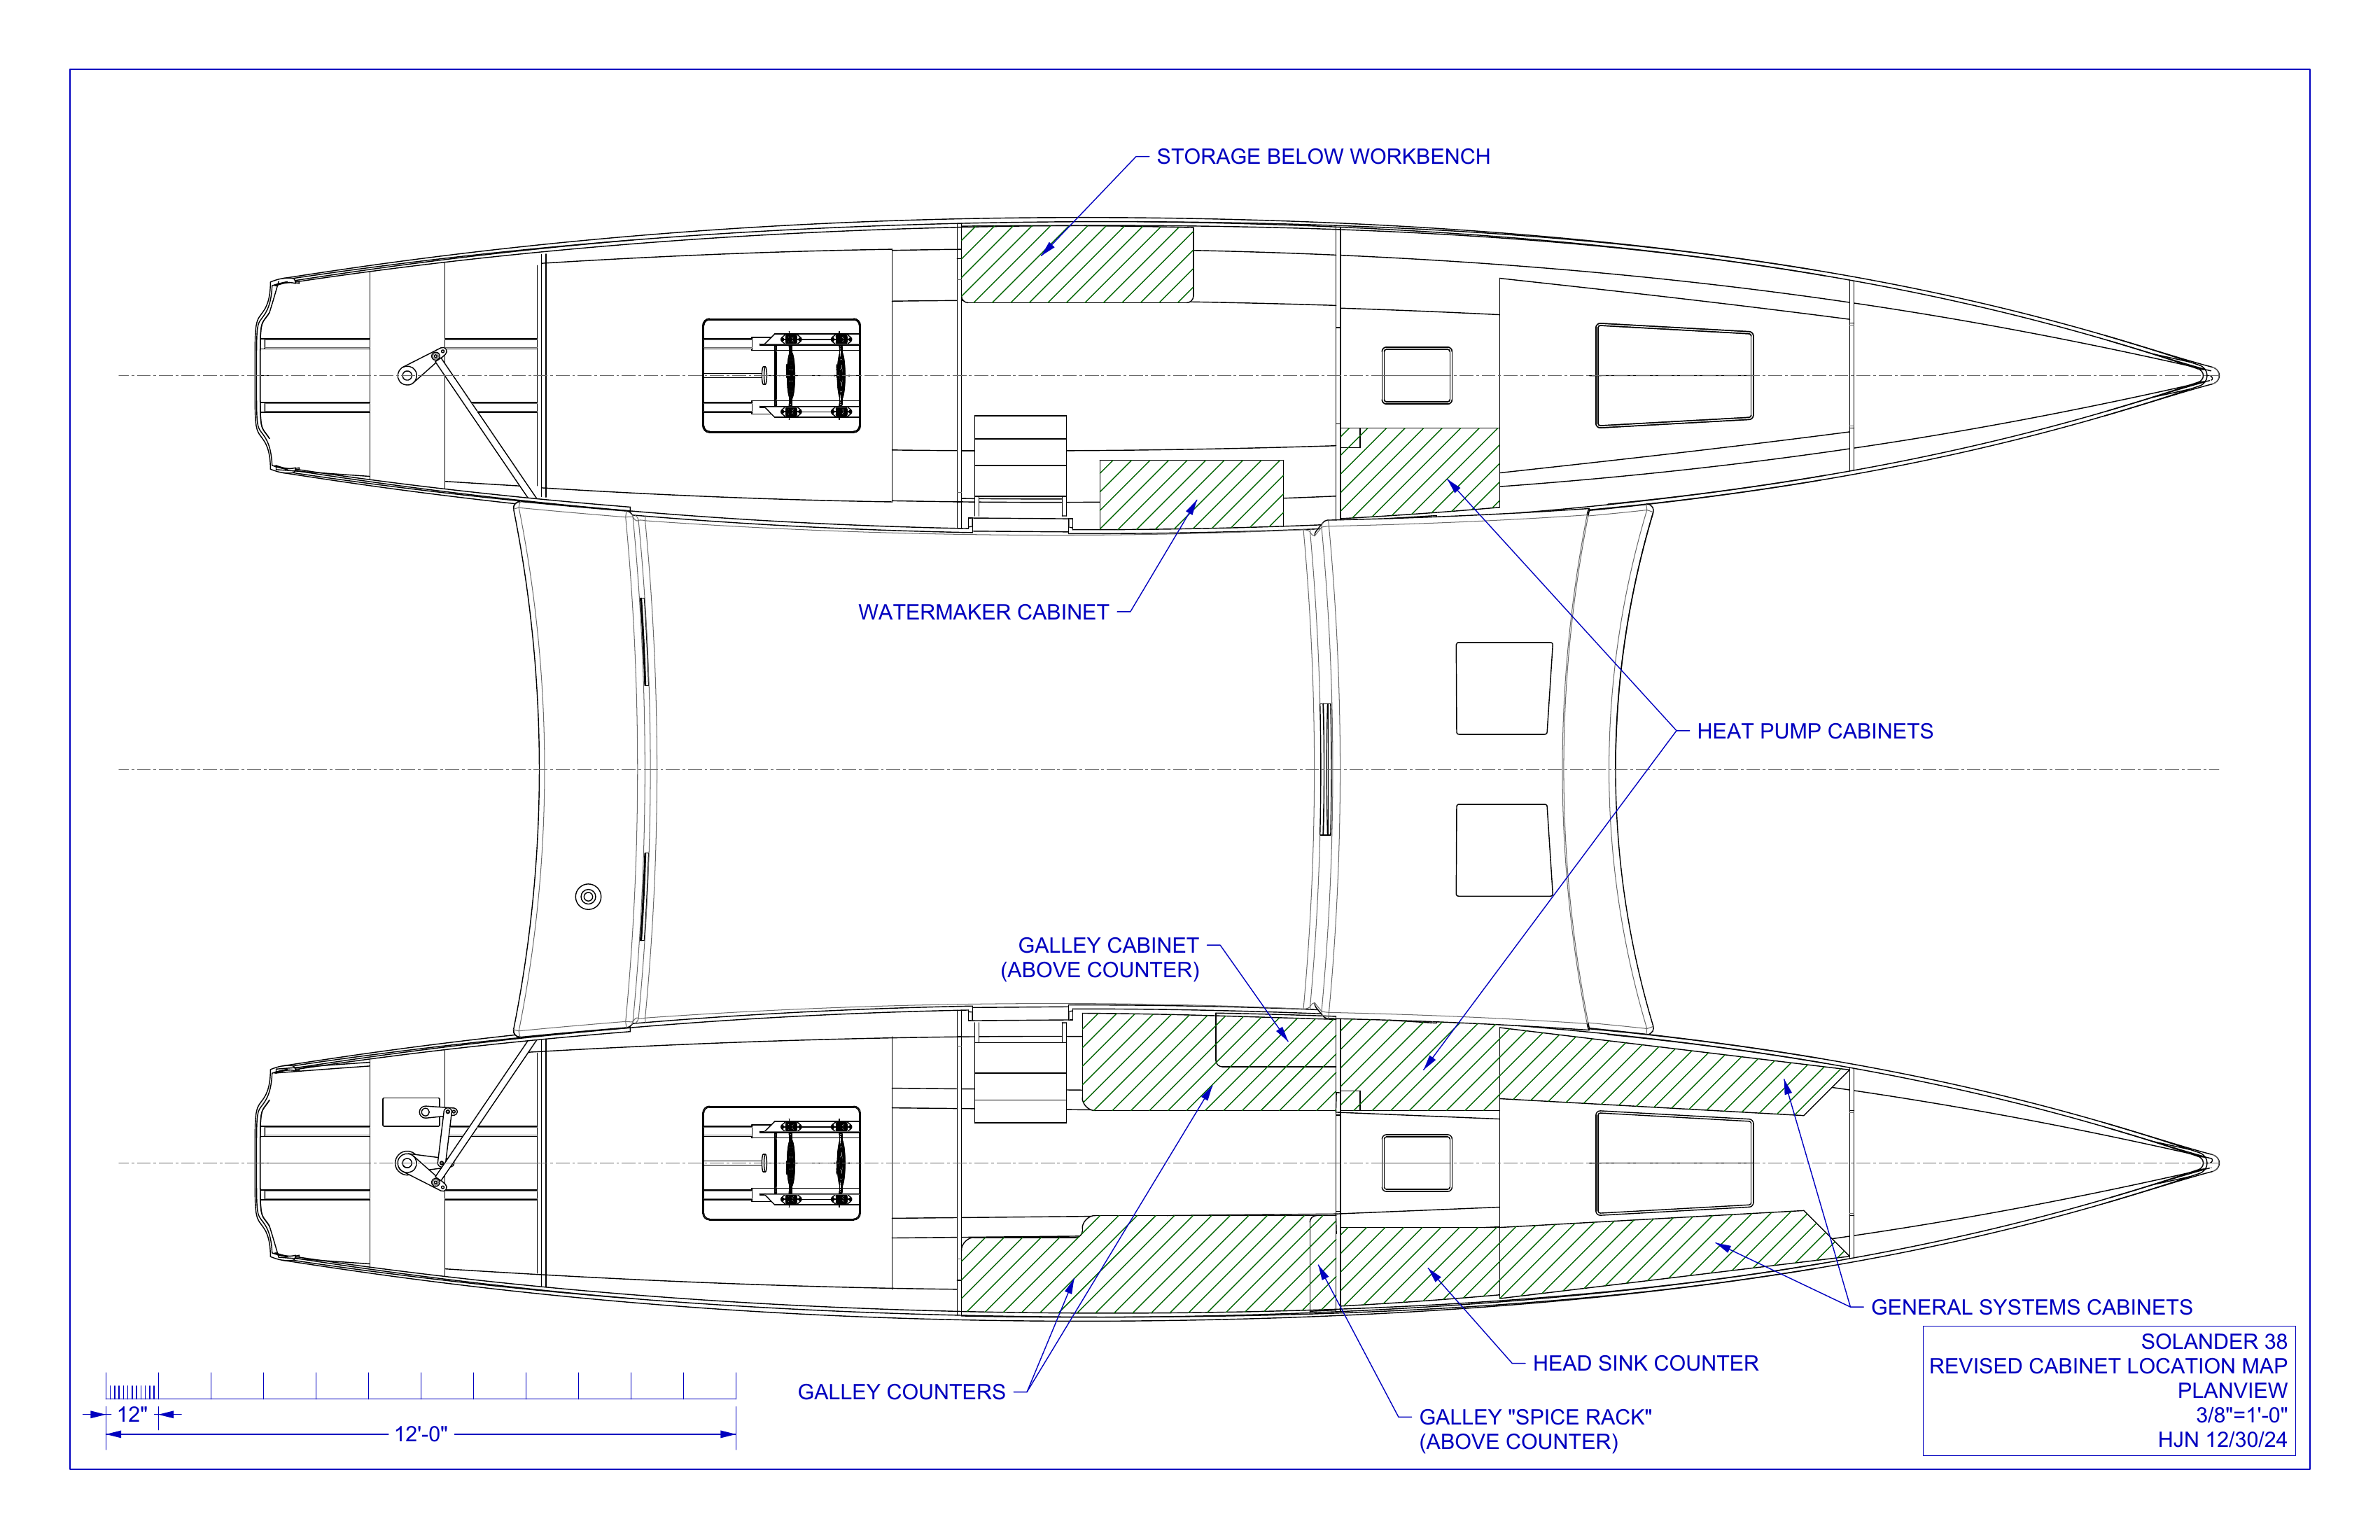 STORAGE BELOW WORKBENCH
WATERMAKER CABINET
HEAT PUMP CABINETS
GALLEY CABINET
(ABOVE COUNTER)
GENERAL SYSTEMS CABINETS
HEAD SINK COUNTER
GALLEY COUNTERS
GALLEY "SPICE RACK"
(ABOVE COUNTER)
12"
12'-0"
SOLANDER 38
REVISED CABINET LOCATION MAP
PLANVIEW
3/8"=1'-0"
HJN 12/30/24